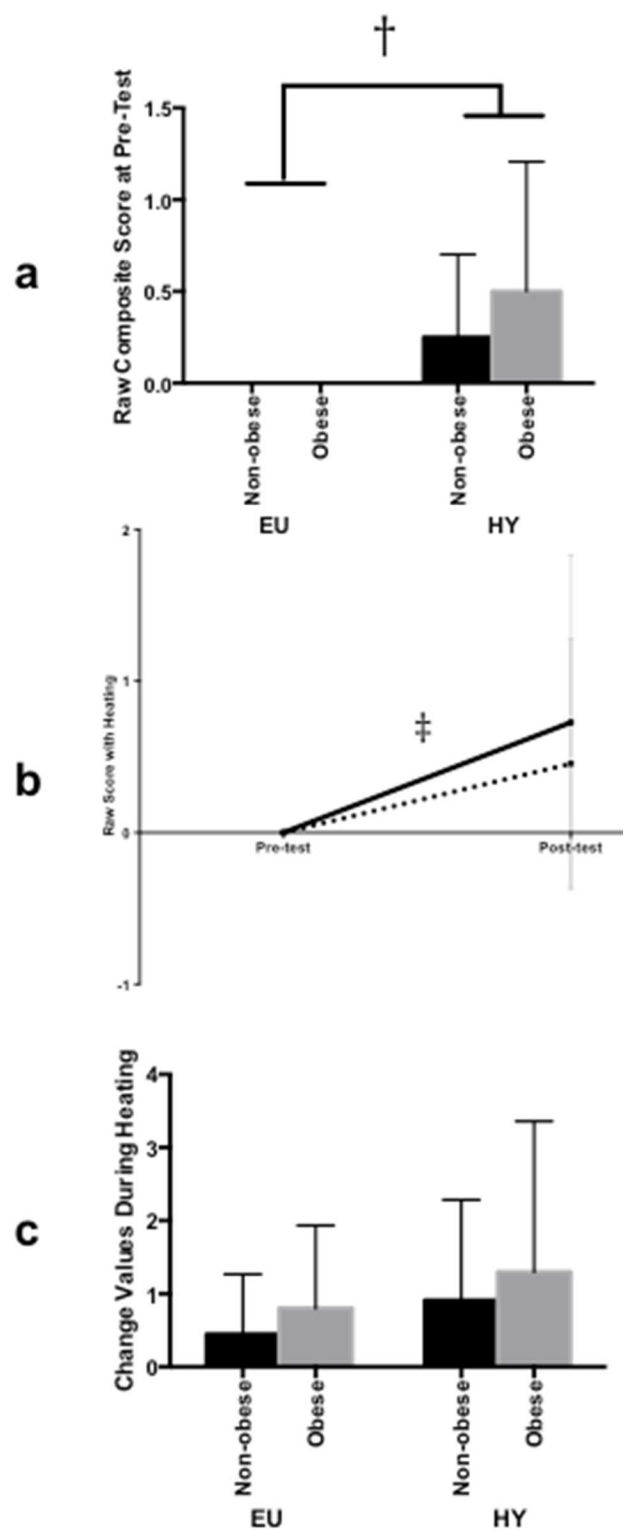 †
Raw Composite Score at Pre-Test
1.5
1.0
0.5
0.0
a
Non-obese
Obese
Non-obese
Obese
EU
HY
Raw Score with Heating
2
1
0
-1
b
‡
Pre-test
Post-test
Change Values During Heating
4
3
2
1
0
c
Non-obese
Obese
Non-obese
Obese
EU
HY